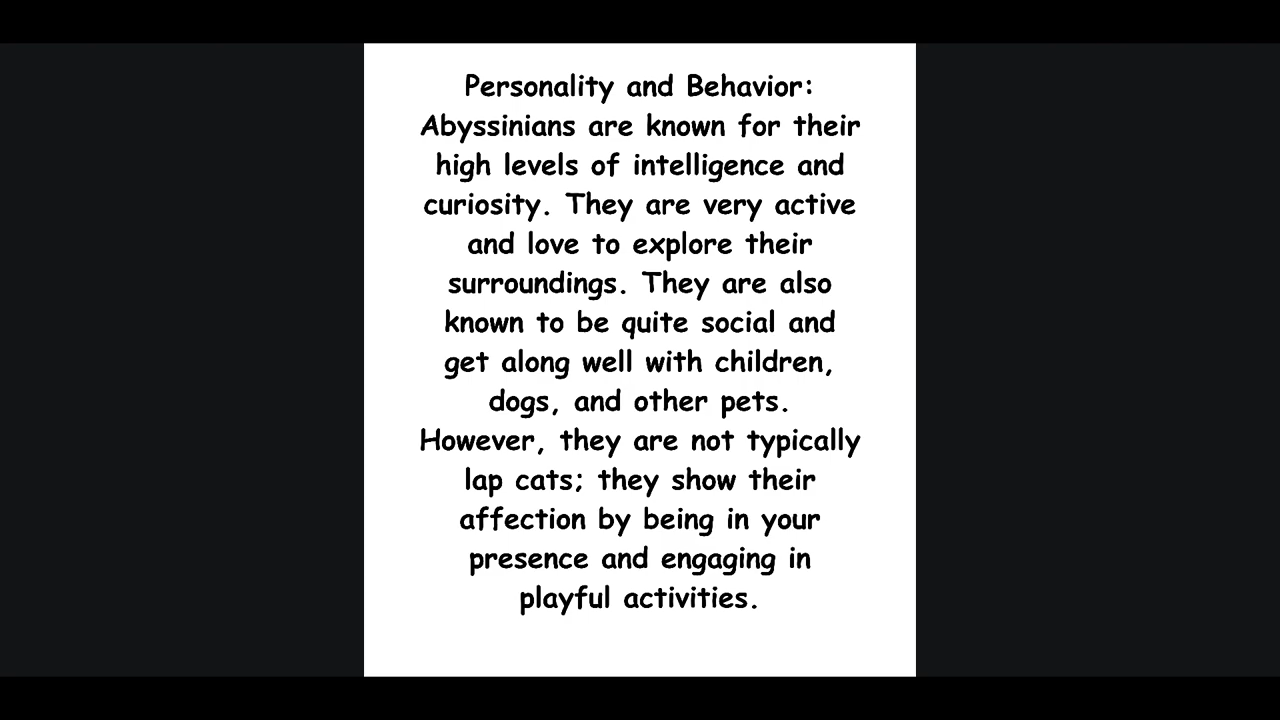 Personality and Behavior:
Abyssinians are known for their
high levels of intelligence and
curiosity. They are very active
and love to explore their
surroundings. They are also
known to be quite social and
get along well with children,
dogs, and other pets.
However, they are not typically
lap cats; they show their
affection by being in your
presence and engaging in
playful activities.